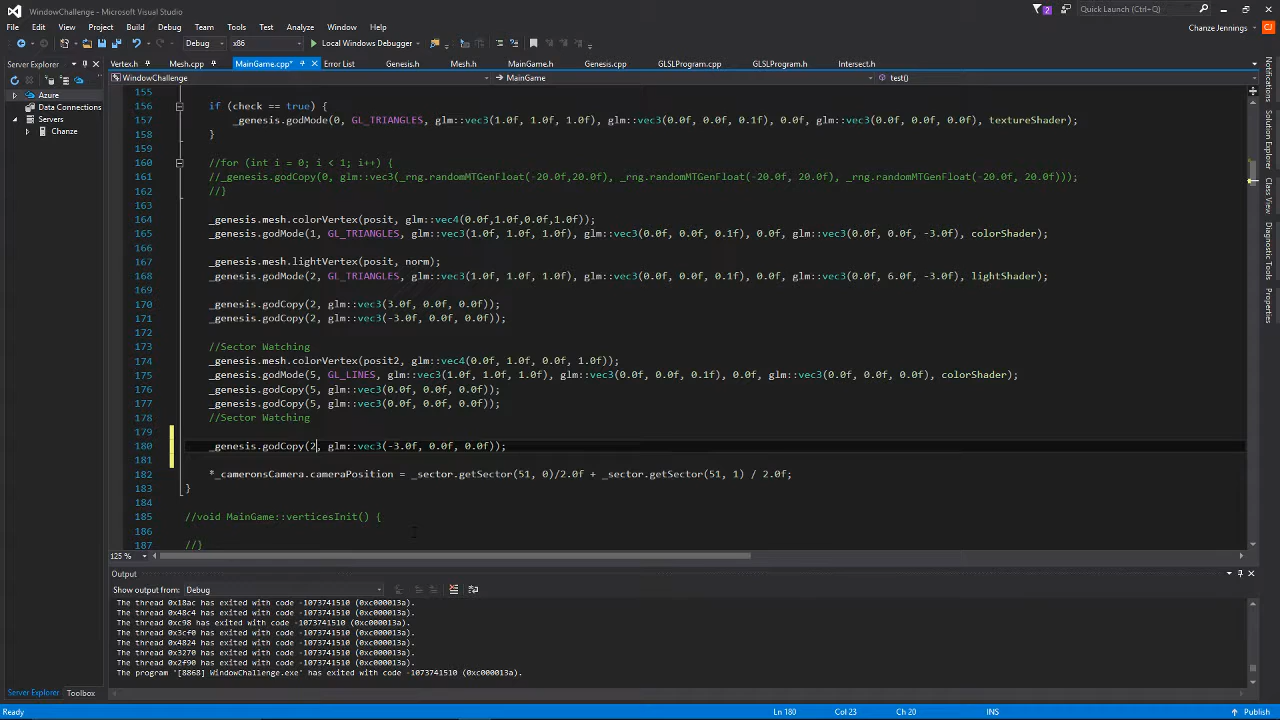 WindowChallenge - Microsoft Visual Studio
2
Quick Launch (Ctrl+Q)
File Edit View Project Build Debug Team Tools Test Analyze Window Help
Chanze Jennings CJ
Debug x86 Local Windows Debugger
Server Explorer
Vertex.h Mesh.cpp MainGame.cpp* Error List Genesis.h Mesh.h MainGame.h Genesis.cpp GLSLProgram.cpp GLSLProgram.h Intersect.h
WindowChallenge MainGame test()
Azure
Data Connections
Servers
Chanze
155
156 if (check == true) {
157 _genesis.godMode(0, GL_TRIANGLES, glm::vec3(1.0f, 1.0f, 1.0f), glm::vec3(0.0f, 0.0f, 0.1f), 0.0f, glm::vec3(0.0f, 0.0f, 0.0f), textureShader);
158 }
159
160 //for (int i = 0; i < 1; i++) {
161 //_genesis.godCopy(0, glm::vec3(_rng.randomMTGenFloat(-20.0f,20.0f), _rng.randomMTGenFloat(-20.0f, 20.0f), _rng.randomMTGenFloat(-20.0f, 20.0f)));
162 //}
163
164 _genesis.mesh.colorVertex(posit, glm::vec4(0.0f,1.0f,0.0f,1.0f));
165 _genesis.godMode(1, GL_TRIANGLES, glm::vec3(1.0f, 1.0f, 1.0f), glm::vec3(0.0f, 0.0f, 0.1f), 0.0f, glm::vec3(0.0f, 0.0f, -3.0f), colorShader);
166
167 _genesis.mesh.lightVertex(posit, norm);
168 _genesis.godMode(2, GL_TRIANGLES, glm::vec3(1.0f, 1.0f, 1.0f), glm::vec3(0.0f, 0.0f, 0.1f), 0.0f, glm::vec3(0.0f, 6.0f, -3.0f), lightShader);
169
170 _genesis.godCopy(2, glm::vec3(3.0f, 0.0f, 0.0f));
171 _genesis.godCopy(2, glm::vec3(-3.0f, 0.0f, 0.0f));
172
173 //Sector Watching
174 _genesis.mesh.colorVertex(posit2, glm::vec4(0.0f, 1.0f, 0.0f, 1.0f));
175 _genesis.godMode(5, GL_LINES, glm::vec3(1.0f, 1.0f, 1.0f), glm::vec3(0.0f, 0.0f, 0.1f), 0.0f, glm::vec3(0.0f, 0.0f, 0.0f), colorShader);
176 _genesis.godCopy(5, glm::vec3(0.0f, 0.0f, 0.0f));
177 _genesis.godCopy(5, glm::vec3(0.0f, 0.0f, 0.0f));
178 //Sector Watching
179
180 _genesis.godCopy(2, glm::vec3(-3.0f, 0.0f, 0.0f));
181
182 *_cameronsCamera.cameraPosition = _sector.getSector(51, 0)/2.0f + _sector.getSector(51, 1) / 2.0f;
183 }
184
185 //void MainGame::verticesInit() {
186
187 //}
125 %
Notifications
Solution Explorer
Class View
Diagnostic Tools
Properties
Output
Show output from: Debug
The thread 0x18ac has exited with code -1073741510 (0xc000013a).
The thread 0x48c4 has exited with code -1073741510 (0xc000013a).
The thread 0xc98 has exited with code -1073741510 (0xc000013a).
The thread 0x3cf0 has exited with code -1073741510 (0xc000013a).
The thread 0x4824 has exited with code -1073741510 (0xc000013a).
The thread 0x3270 has exited with code -1073741510 (0xc000013a).
The thread 0x2f90 has exited with code -1073741510 (0xc000013a).
The program '[8868] WindowChallenge.exe' has exited with code -1073741510 (0xc000013a).
Server Explorer Toolbox
Ready Ln 180 Col 23 Ch 20 INS Publish